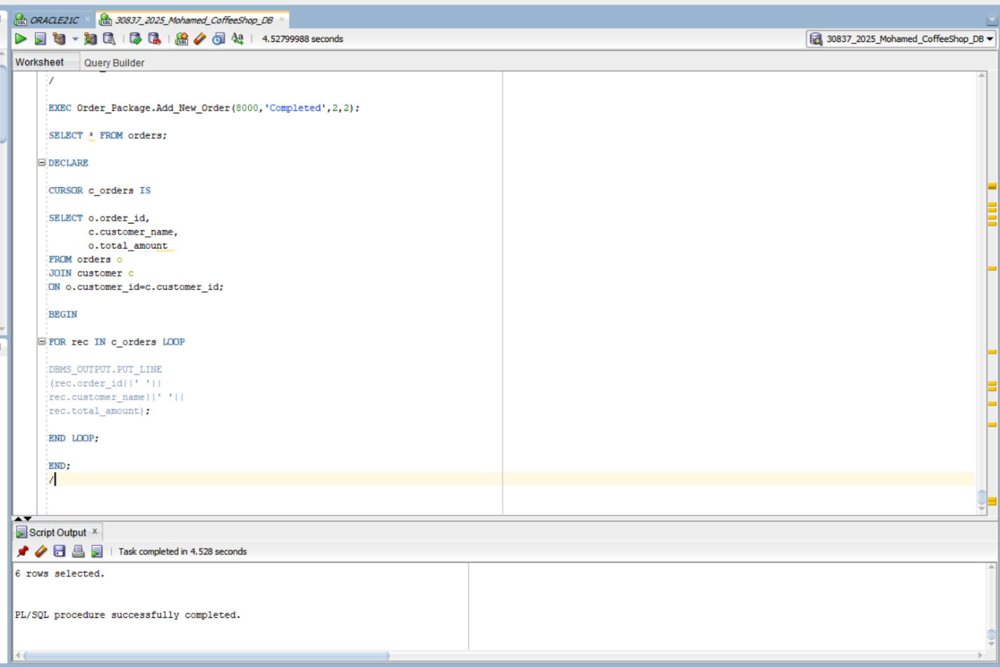 ORACLE21C
30837_2025_Mohamed_CoffeeShop_DB
4.52799988 seconds
30837_2025_Mohamed_CoffeeShop_DB
Worksheet
Query Builder
/
EXEC Order_Package.Add_New_Order(8000,'Completed',2,2);
SELECT * FROM orders;
DECLARE
CURSOR c_orders IS
SELECT o.order_id,
c.customer_name,
o.total_amount
FROM orders o
JOIN customer c
ON o.customer_id=c.customer_id;
BEGIN
FOR rec IN c_orders LOOP
DBMS_OUTPUT.PUT_LINE
(rec.order_id||' '||
rec.customer_name||' '||
rec.total_amount);
END LOOP;
END;
/
Script Output
Task completed in 4.528 seconds
6 rows selected.
PL/SQL procedure successfully completed.